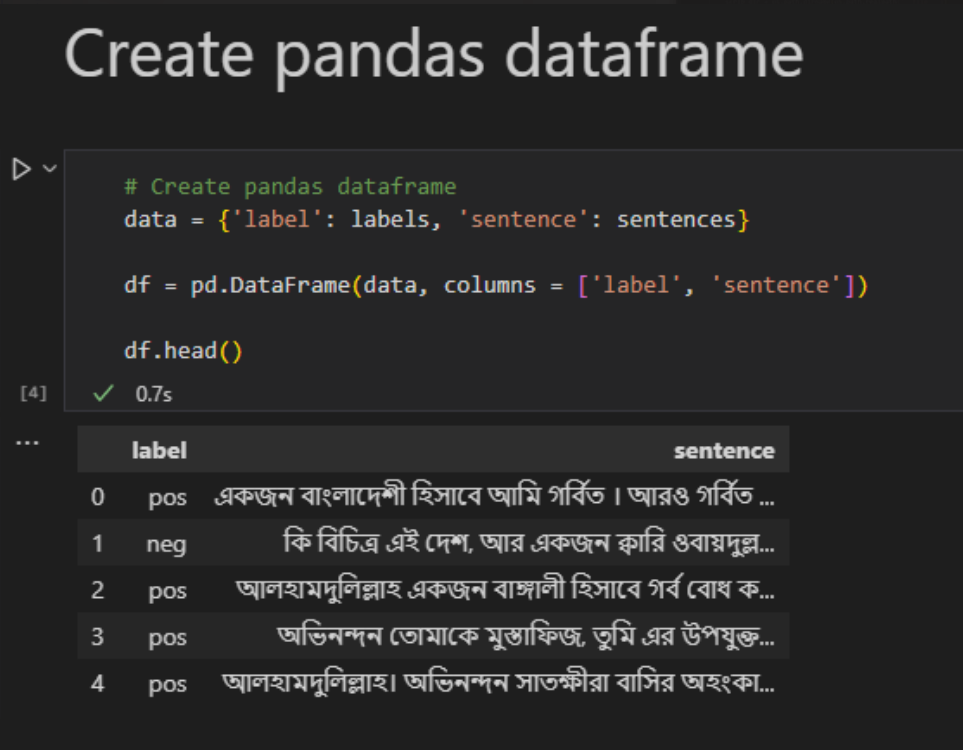 Create pandas dataframe
# Create pandas dataframe
data = {'label': labels, 'sentence': sentences}
df = pd.DataFrame(data, columns = ['label', 'sentence'])
df.head()
[4] 0.7s
...
label sentence
0 pos একজন বাংলাদেশী হিসাবে আমি গর্বিত । আরও গর্বিত ...
1 neg কি বিচিত্র এই দেশ, আর একজন ক্বারি ওবায়দুল্ল...
2 pos আলহামদুলিল্লাহ একজন বাঙ্গালী হিসাবে গর্ব বোধ ক...
3 pos অভিনন্দন তোমাকে মুস্তাফিজ, তুমি এর উপযুক্ত...
4 pos আলহামদুলিল্লাহ। অভিনন্দন সাতক্ষীরা বাসির অহংকা...